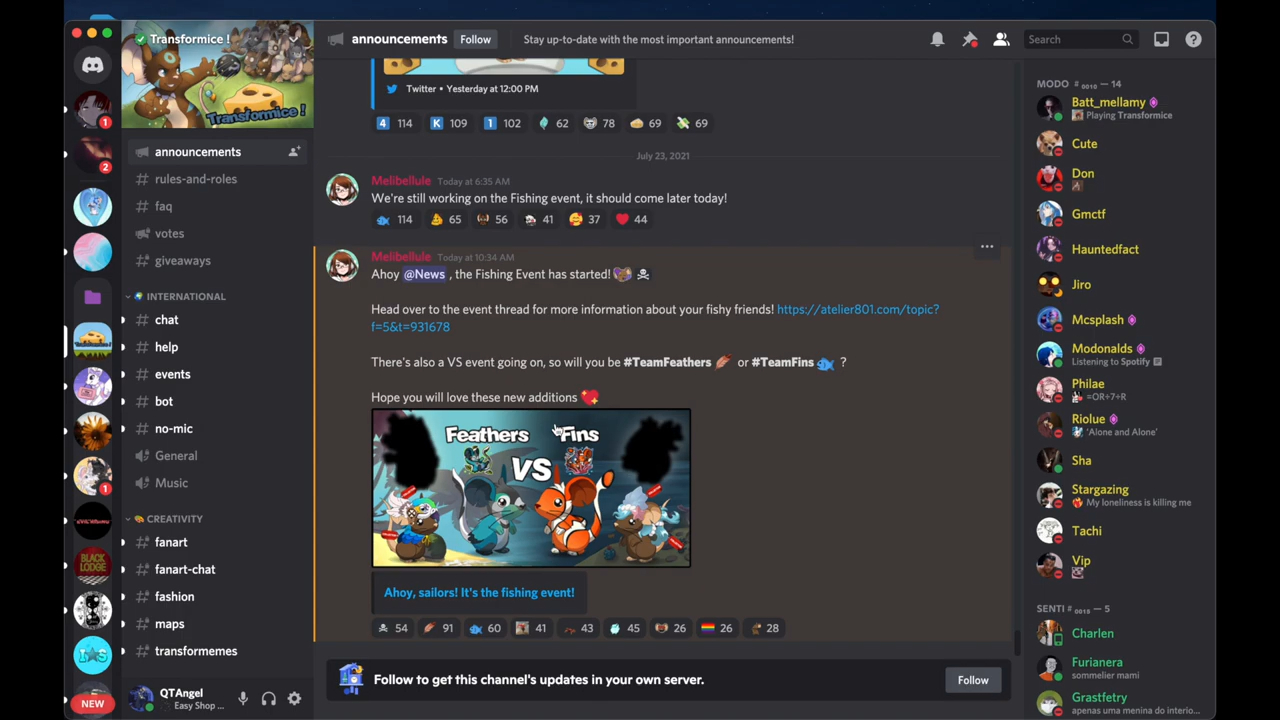 Transformice !
Transformice !
announcements
rules-and-roles
faq
votes
giveaways
INTERNATIONAL
chat
help
events
bot
no-mic
General
Music
CREATIVITY
fanart
fanart-chat
fashion
maps
transformemes
1
2
1
NEW
QTAngel
Easy Shop ...
announcements
Follow
Stay up-to-date with the most important announcements!
Search
Twitter • Yesterday at 12:00 PM
4 114 K 109 1 102 62 78 69 69
July 23, 2021
Melibellule Today at 6:35 AM
We're still working on the Fishing event, it should come later today!
114 65 56 41 37 44
Melibellule Today at 10:34 AM
Ahoy @News , the Fishing Event has started!
Head over to the event thread for more information about your fishy friends! https://atelier801.com/topic?
f=5&t=931678
There's also a VS event going on, so will you be #TeamFeathers or #TeamFins ?
Hope you will love these new additions
Feathers Fins
VS
Ahoy, sailors! It's the fishing event!
54 91 60 41 43 45 26 26 28
Follow to get this channel's updates in your own server.
Follow
MODO — 14
Batt_mellamy
Playing Transformice
Cute
Don
Gmctf
Hauntedfact
Jiro
Mcsplash
Modonalds
Listening to Spotify
Philae
=OR÷7÷R
Riolue
'Alone and Alone'
Sha
Stargazing
My loneliness is killing me
Tachi
Vip
SENTI — 5
Charlen
Furianera
sommelier mami
Grastfetry
apenas uma menina do interio...